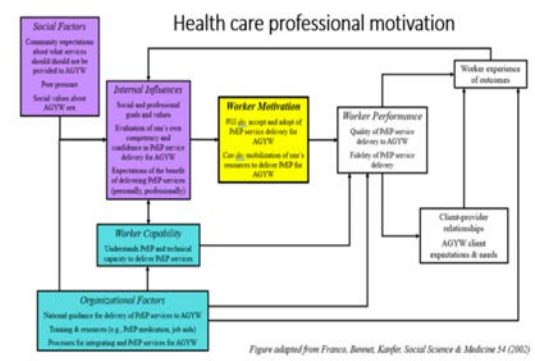 Health care professional motivation
Social Factors
Community expectations
about what services
should should not be
provided to AGYW
Peer pressure
Social values about
AGYW sex
Internal Influences
Social and professional
goals and values
Evaluation of one's own
competency and
confidence in PrEP service
delivery for AGYW
Expectations of the benefit
of delivering PrEP services
(personally, professionally)
Worker Motivation
Will do: accept and adopt of
PrEP service delivery for
AGYW
Can do: mobilization of one's
resources to deliver PrEP for
AGYW
Worker Performance
Quality of PrEP service
delivery to AGYW
Fidelity of PrEP service
delivery
Worker experience
of outcomes
Client-provider
relationships
AGYW client
expectations & needs
Worker Capability
Understands PrEP and technical
capacity to deliver PrEP services
Organizational Factors
National guidance for delivery of PrEP services to AGYW
Training & resources (e.g., PrEP medication, job aids)
Processes for integrating and PrEP services for AGYW
Figure adapted from Franco, Bennet, Kanfer, Social Science & Medicine 54 (2002)